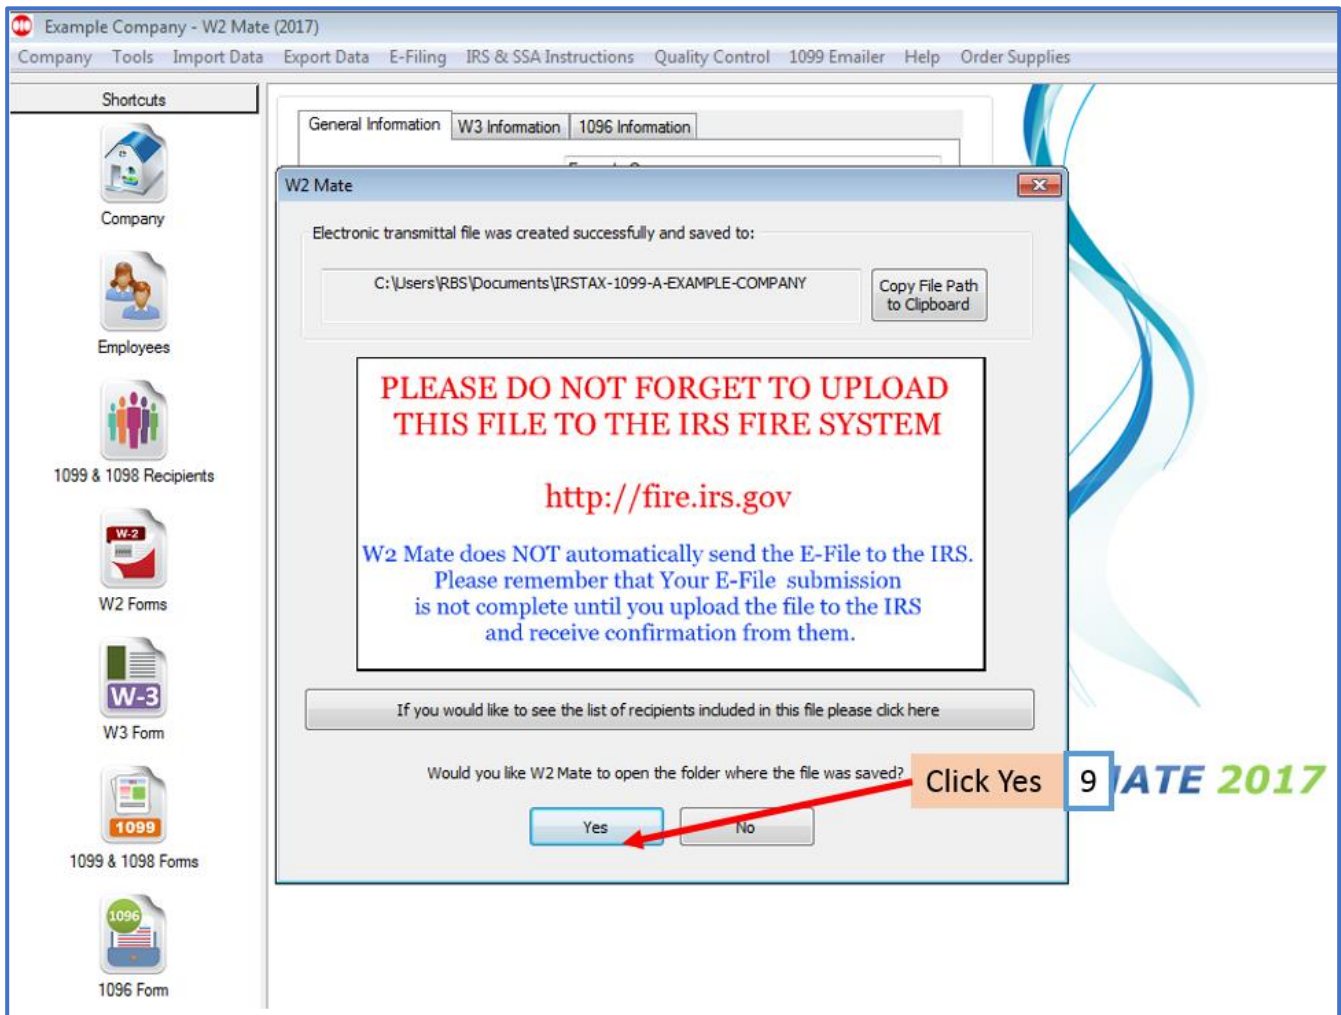 Example Company - W2 Mate (2017)
Company Tools Import Data Export Data E-Filing IRS & SSA Instructions Quality Control 1099 Emailer Help Order Supplies
Shortcuts
Company
Employees
1099 & 1098 Recipients
W-2
W2 Forms
W-3
W3 Form
1099
1099 & 1098 Forms
1096
1096 Form
General Information W3 Information 1096 Information
W2 Mate
Electronic transmittal file was created successfully and saved to:
C:\Users\RBS\Documents\IRSTAX-1099-A-EXAMPLE-COMPANY
Copy File Path
to Clipboard
PLEASE DO NOT FORGET TO UPLOAD
THIS FILE TO THE IRS FIRE SYSTEM
http://fire.irs.gov
W2 Mate does NOT automatically send the E-File to the IRS.
Please remember that Your E-File submission
is not complete until you upload the file to the IRS
and receive confirmation from them.
If you would like to see the list of recipients included in this file please click here
Would you like W2 Mate to open the folder where the file was saved?
Yes No
Click Yes 9
ATE 2017